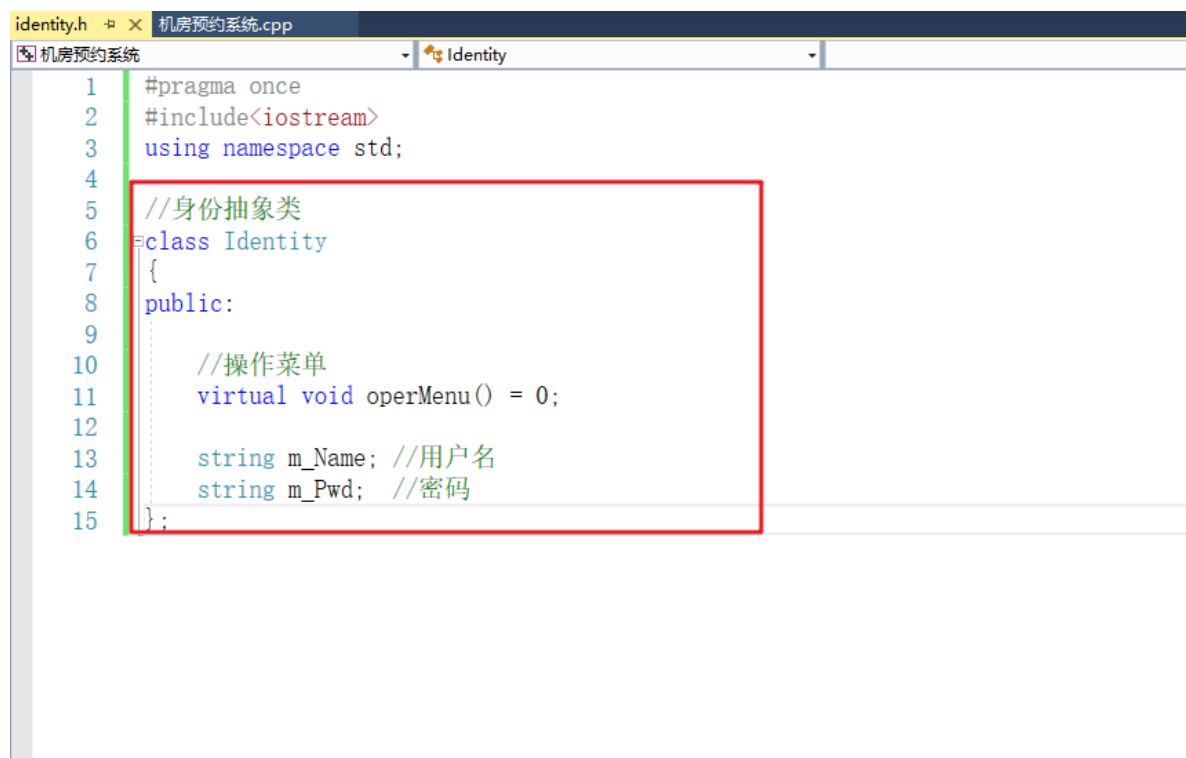 identity.h 机房预约系统.cpp
机房预约系统 Identity
1 #pragma once
2 #include<iostream>
3 using namespace std;
4
5 //身份抽象类
6 class Identity
7 {
8 public:
9
10 //操作菜单
11 virtual void operMenu() = 0;
12
13 string m_Name; //用户名
14 string m_Pwd; //密码
15 };